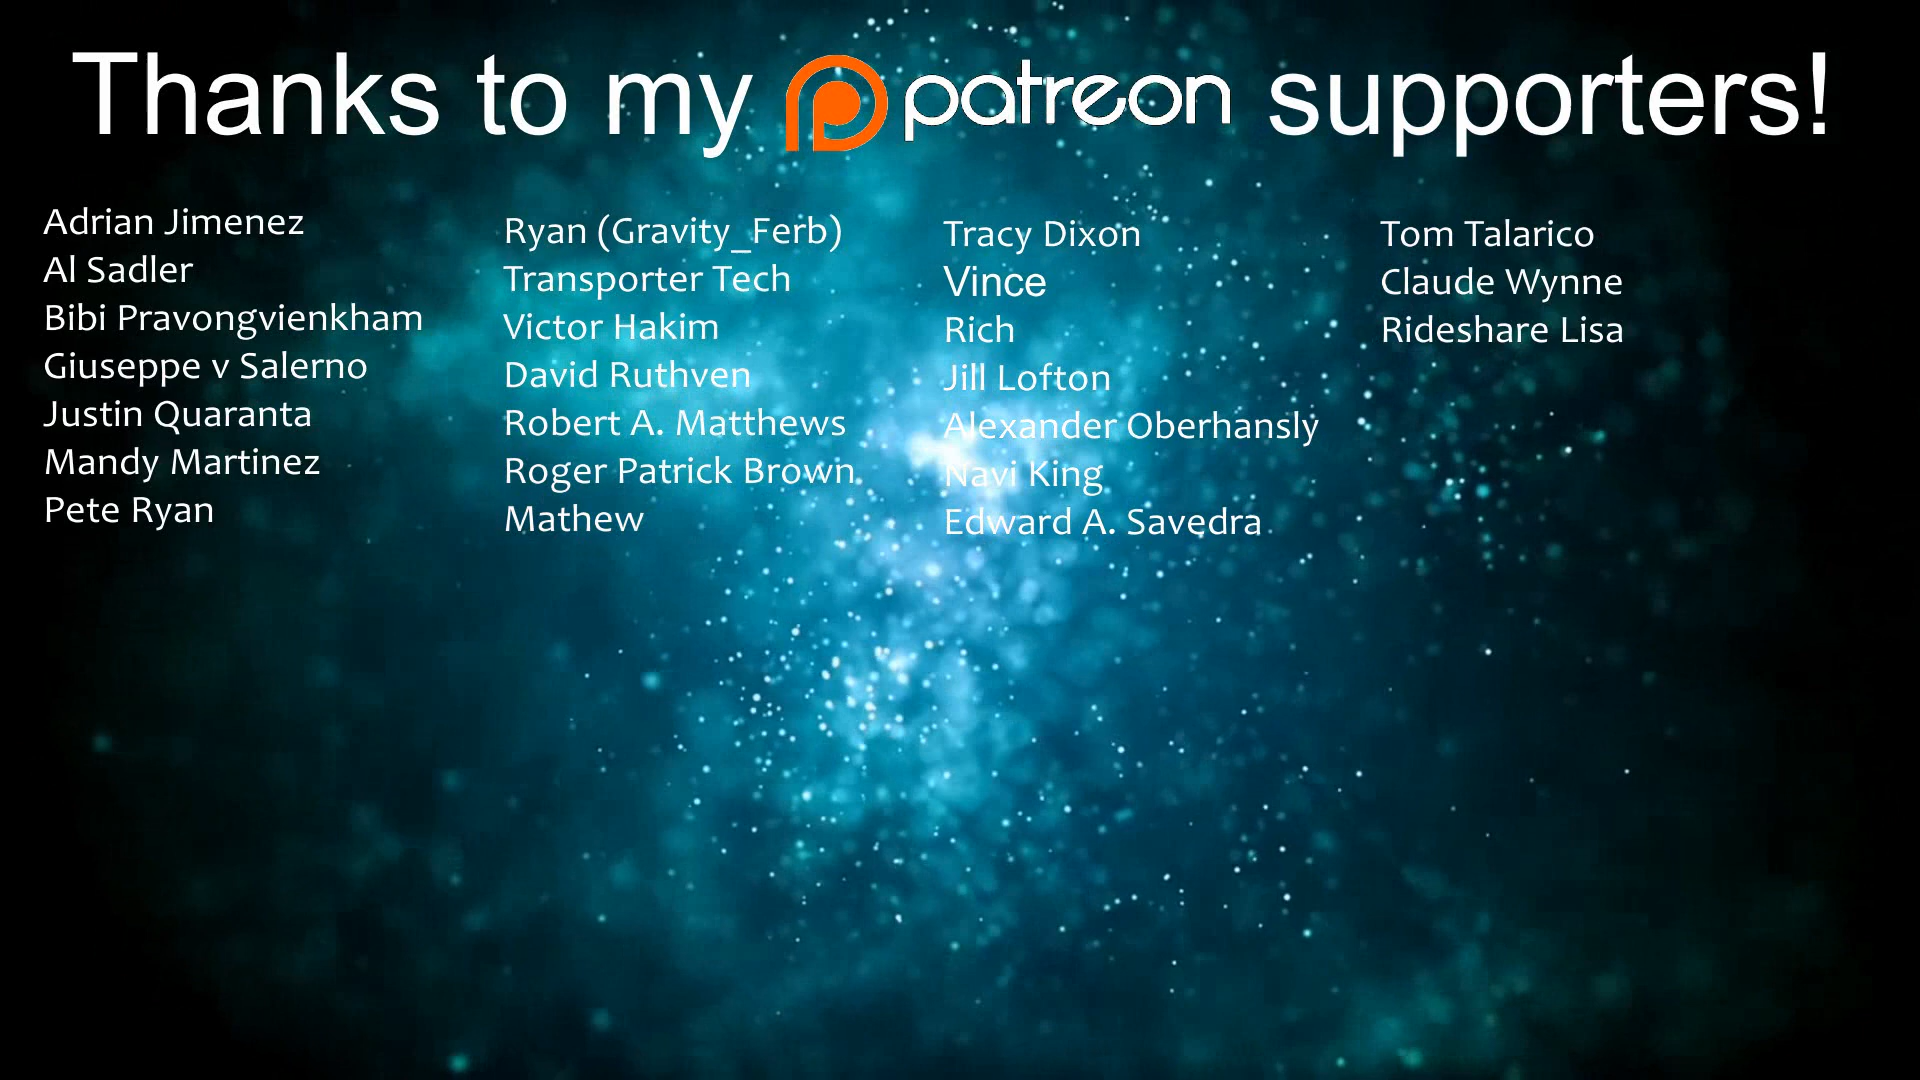 Thanks to my patreon supporters!
Adrian Jimenez
Al Sadler
Bibi Pravongvienkham
Giuseppe v Salerno
Justin Quaranta
Mandy Martinez
Pete Ryan
Ryan (Gravity_Ferb)
Transporter Tech
Victor Hakim
David Ruthven
Robert A. Matthews
Roger Patrick Brown
Mathew
Tracy Dixon
Vince
Rich
Jill Lofton
Alexander Oberhansly
Navi King
Edward A. Savedra
Tom Talarico
Claude Wynne
Rideshare Lisa